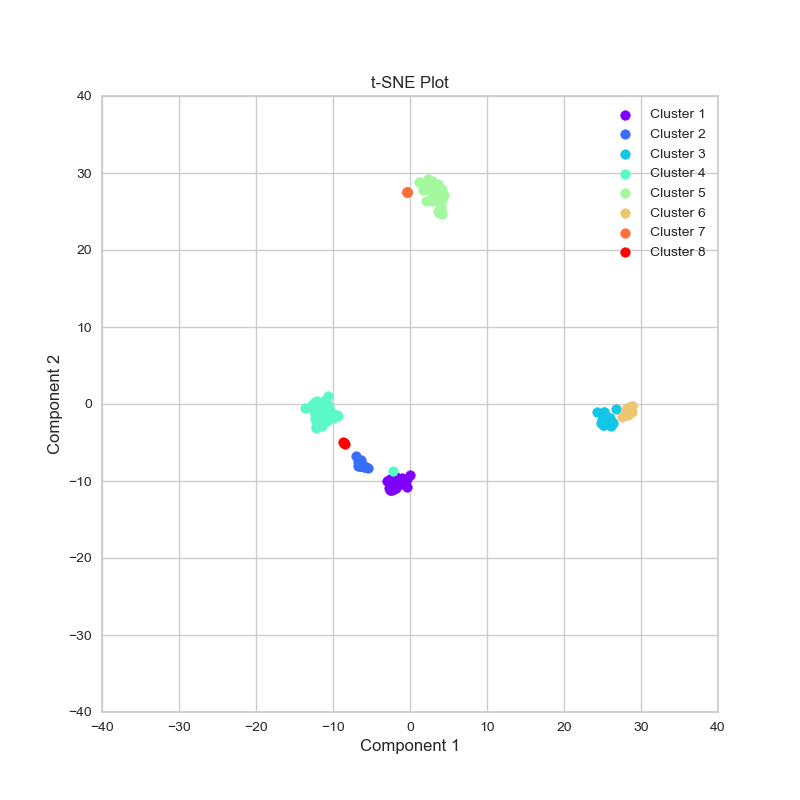 t-SNE Plot
Cluster 1
Cluster 2
Cluster 3
Cluster 4
Cluster 5
Cluster 6
Cluster 7
Cluster 8
40
30
20
10
0
−10
−20
−30
−40
Component 2
−40 −30 −20 −10 0 10 20 30 40
Component 1